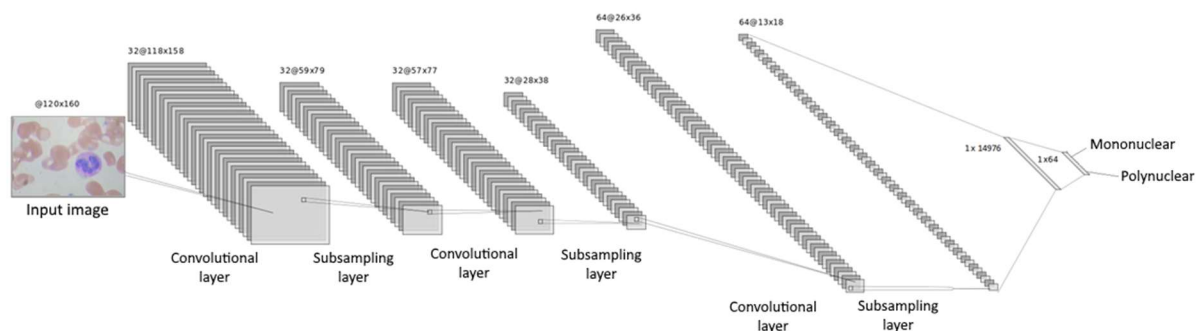 @120x160
Input image
32@118x158
Convolutional
layer
32@59x79
Subsampling
layer
32@57x77
Convolutional
layer
32@28x38
Subsampling
layer
64@26x36
Convolutional
layer
64@13x18
Subsampling
layer
1x 14976
1x64
Mononuclear
Polynuclear